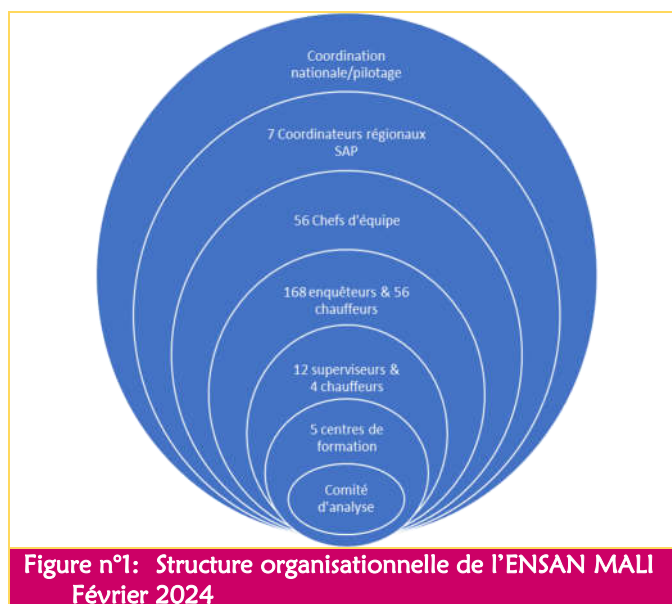 Coordination
nationale/pilotage
7 Coordinateurs régionaux
SAP
56 Chefs d'équipe
168 enquêteurs & 56
chauffeurs
12 superviseurs &
4 chauffeurs
5 centres de
formation
Comité
d'analyse
Figure n°1: Structure organisationnelle de l'ENSAN MALI
Février 2024